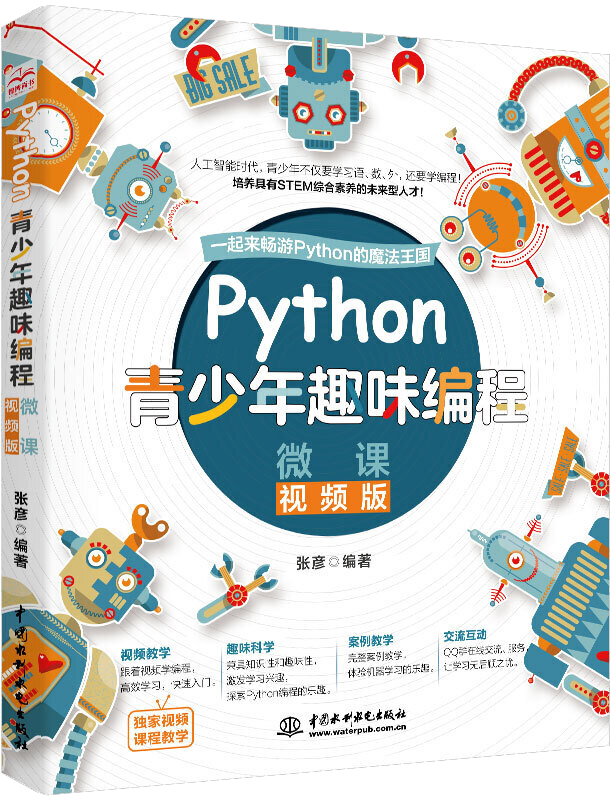 BIG SALE
人工智能时代，青少年不仅要学习语、数、外，还要学编程！
培养具有STEM综合素养的未来型人才！
一起来畅游Python的魔法王国
Python
青少年趣味编程
微课
视频版
张彦◎编著
视频教学
跟着视频学编程，
高效学习，快速入门。
独家视频
课程教学
趣味科学
兼具知识性和趣味性，
激发学习兴趣，
探索Python编程的乐趣。
案例教学
完整案例教学，
体验机器学习的乐趣。
交流互动
QQ群在线交流、服务，
让学习无后顾之忧。
中国水利水电出版社
www.waterpub.com.cn
Python
青少年趣味编程
微课
视频版
张彦◎编著
中国水利水电出版社